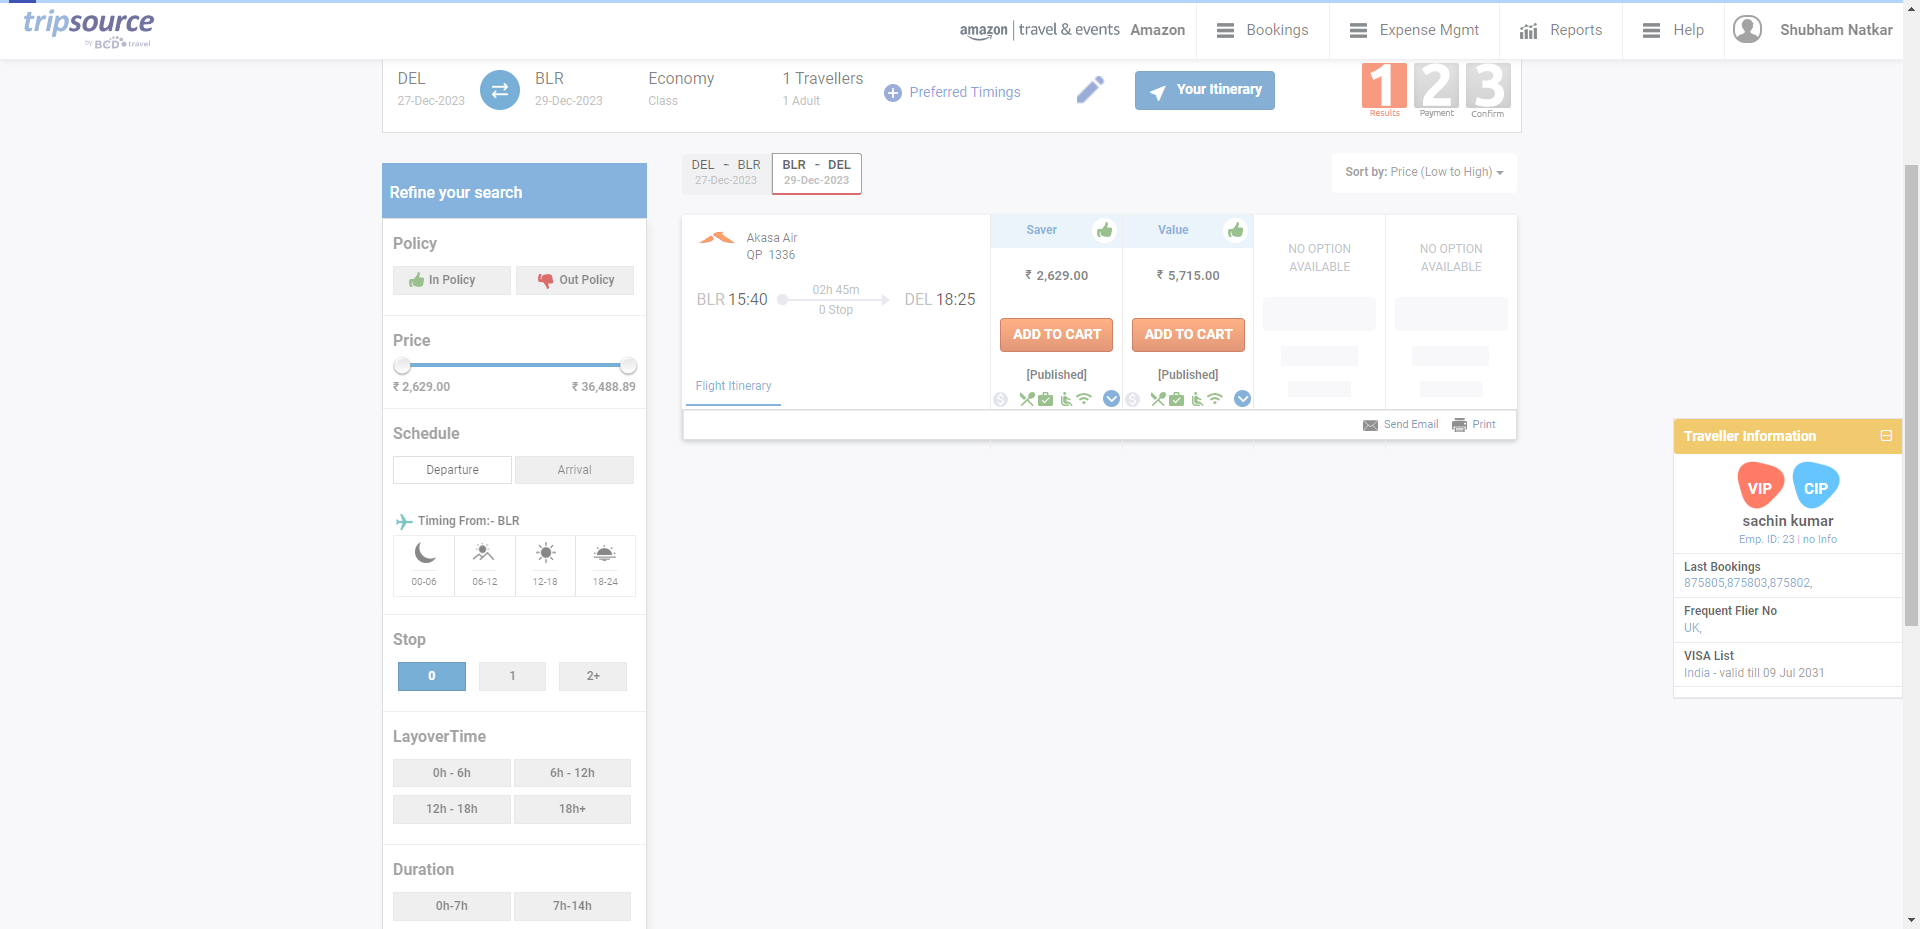 tripsource
by BCD travel
amazon | travel & events Amazon
Bookings
Expense Mgmt
Reports
Help
Shubham Natkar
DEL
27-Dec-2023
BLR
29-Dec-2023
Economy
Class
1 Travellers
1 Adult
Preferred Timings
Your Itinerary
1
Results
2
Payment
3
Confirm
Refine your search
Policy
In Policy
Out Policy
Price
₹ 2,629.00
₹ 36,488.89
Schedule
Departure
Arrival
Timing From:- BLR
00-06
06-12
12-18
18-24
Stop
0
1
2+
LayoverTime
0h - 6h
6h - 12h
12h - 18h
18h+
Duration
0h-7h
7h-14h
DEL - BLR
27-Dec-2023
BLR - DEL
29-Dec-2023
Sort by: Price (Low to High)
Akasa Air
QP 1336
BLR 15:40
02h 45m
0 Stop
DEL 18:25
Flight Itinerary
Saver
₹ 2,629.00
ADD TO CART
[Published]
Value
₹ 5,715.00
ADD TO CART
[Published]
NO OPTION
AVAILABLE
NO OPTION
AVAILABLE
Send Email
Print
Traveller Information
VIP
CIP
sachin kumar
Emp. ID: 23 | no Info
Last Bookings
875805,875803,875802,
Frequent Flier No
UK,
VISA List
India - valid till 09 Jul 2031